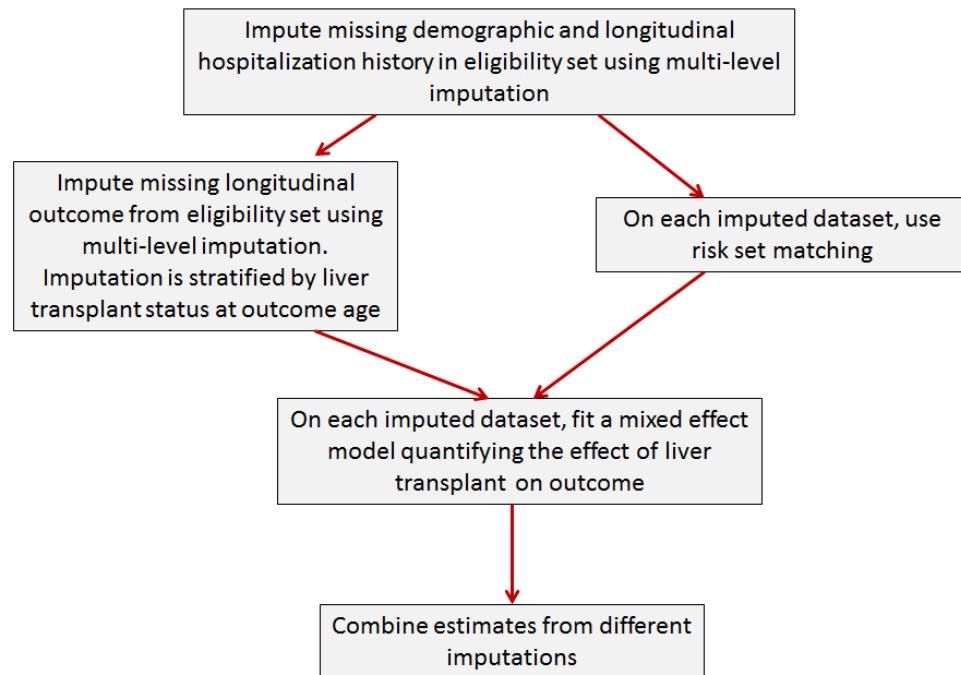 Impute missing demographic and longitudinal
hospitalization history in eligibility set using multi-level
imputation
Impute missing longitudinal
outcome from eligibility set using
multi-level imputation.
Imputation is stratified by liver
transplant status at outcome age
On each imputed dataset, use
risk set matching
On each imputed dataset, fit a mixed effect
model quantifying the effect of liver
transplant on outcome
Combine estimates from different
imputations